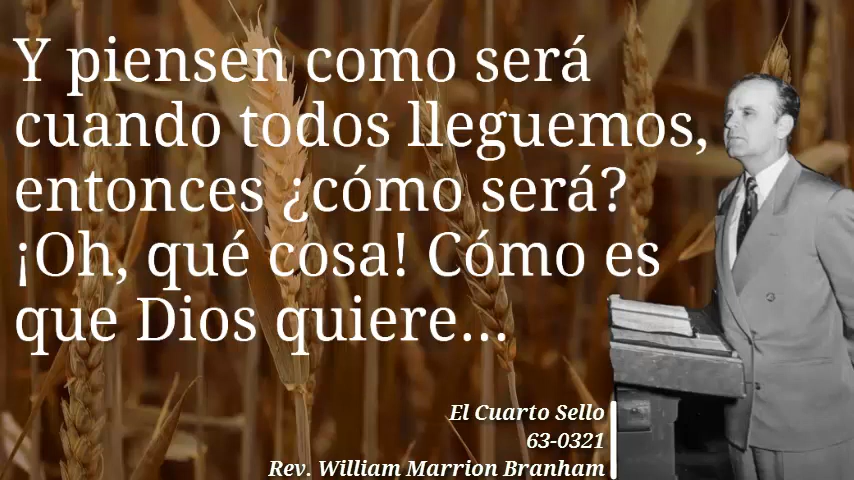 Y piensen como será
cuando todos lleguemos,
entonces ¿cómo será?
¡Oh, qué cosa! Cómo es
que Dios quiere...
El Cuarto Sello
63-0321
Rev. William Marrion Branham